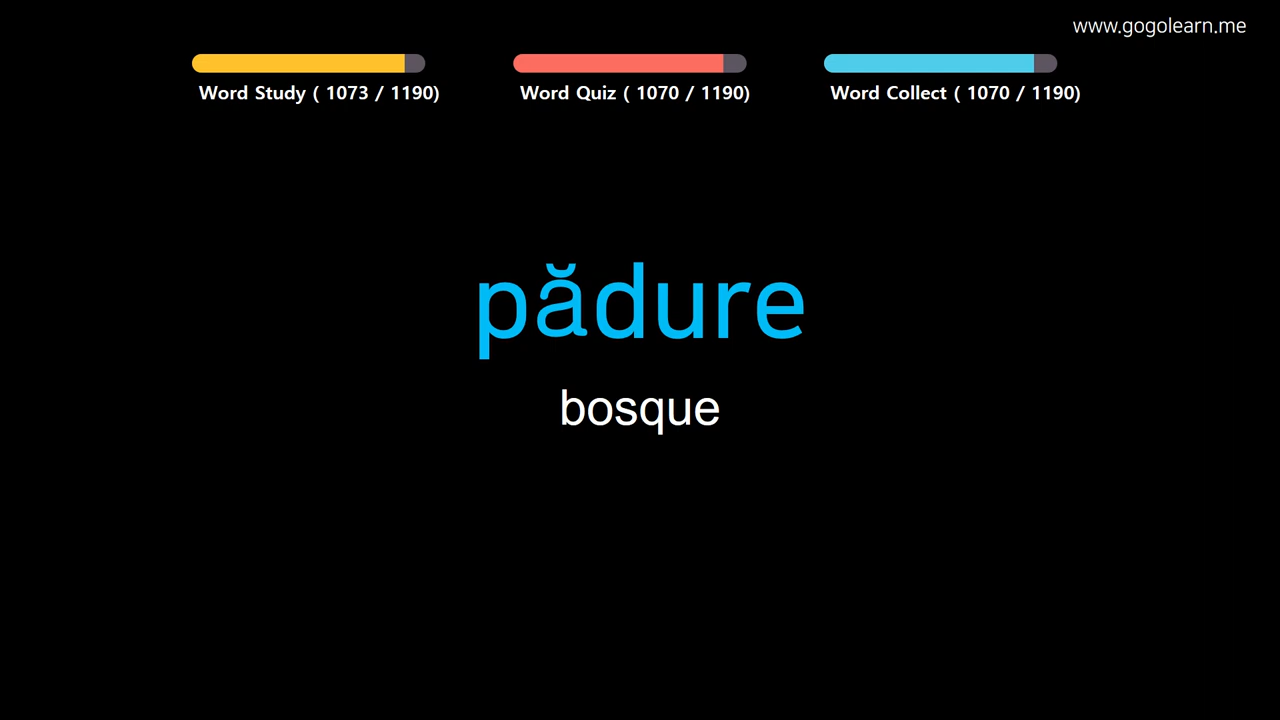 www.gogolearn.me
Word Study ( 1073 / 1190)
Word Quiz ( 1070 / 1190)
Word Collect ( 1070 / 1190)
pădure
bosque